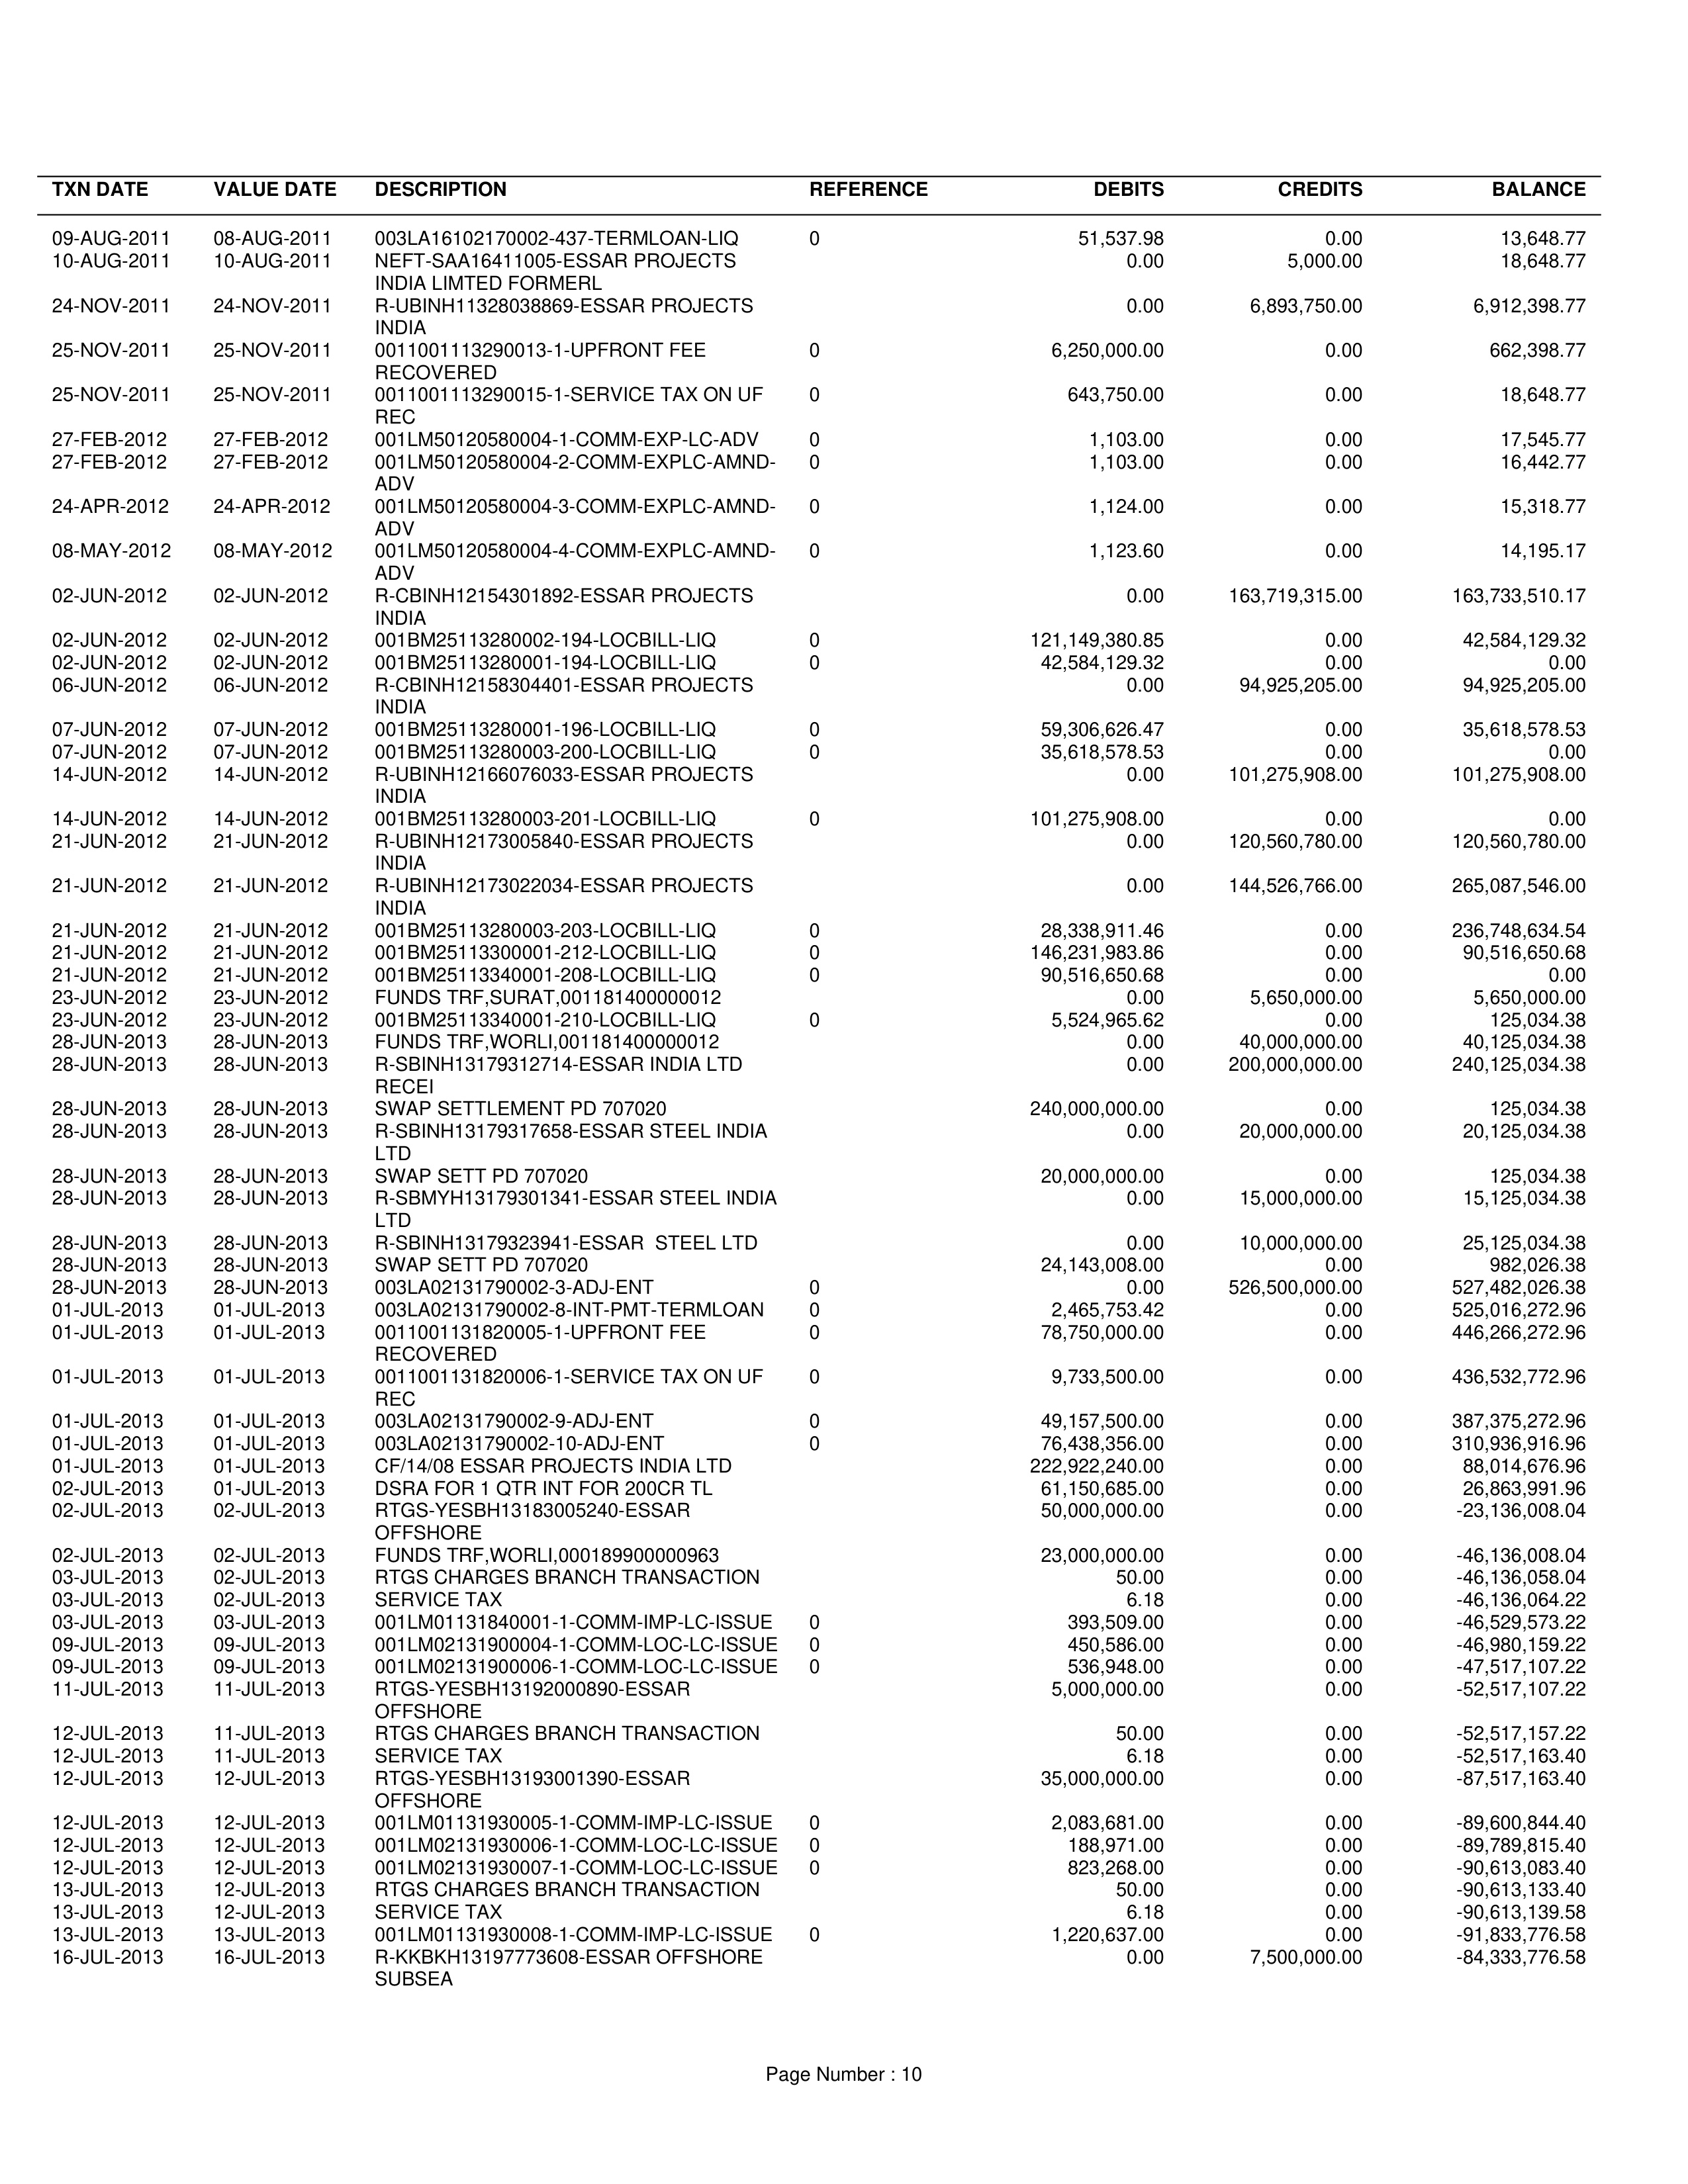 TXN DATE VALUE DATE DESCRIPTION REFERENCE DEBITS CREDITS BALANCE
09-AUG-2011 08-AUG-2011 003LA16102170002-437-TERMLOAN-LIQ 0 51,537.98 0.00 13,648.77
10-AUG-2011 10-AUG-2011 NEFT-SAA16411005-ESSAR PROJECTS 0.00 5,000.00 18,648.77
INDIA LIMTED FORMERL
24-NOV-2011 24-NOV-2011 R-UBINH11328038869-ESSAR PROJECTS 0.00 6,893,750.00 6,912,398.77
INDIA
25-NOV-2011 25-NOV-2011 0011001113290013-1-UPFRONT FEE 0 6,250,000.00 0.00 662,398.77
RECOVERED
25-NOV-2011 25-NOV-2011 0011001113290015-1-SERVICE TAX ON UF 0 643,750.00 0.00 18,648.77
REC
27-FEB-2012 27-FEB-2012 001LM50120580004-1-COMM-EXP-LC-ADV 0 1,103.00 0.00 17,545.77
27-FEB-2012 27-FEB-2012 001LM50120580004-2-COMM-EXPLC-AMND- 0 1,103.00 0.00 16,442.77
ADV
24-APR-2012 24-APR-2012 001LM50120580004-3-COMM-EXPLC-AMND- 0 1,124.00 0.00 15,318.77
ADV
08-MAY-2012 08-MAY-2012 001LM50120580004-4-COMM-EXPLC-AMND- 0 1,123.60 0.00 14,195.17
ADV
02-JUN-2012 02-JUN-2012 R-CBINH12154301892-ESSAR PROJECTS 0.00 163,719,315.00 163,733,510.17
INDIA
02-JUN-2012 02-JUN-2012 001BM25113280002-194-LOCBILL-LIQ 0 121,149,380.85 0.00 42,584,129.32
02-JUN-2012 02-JUN-2012 001BM25113280001-194-LOCBILL-LIQ 0 42,584,129.32 0.00 0.00
06-JUN-2012 06-JUN-2012 R-CBINH12158304401-ESSAR PROJECTS 0.00 94,925,205.00 94,925,205.00
INDIA
07-JUN-2012 07-JUN-2012 001BM25113280001-196-LOCBILL-LIQ 0 59,306,626.47 0.00 35,618,578.53
07-JUN-2012 07-JUN-2012 001BM25113280003-200-LOCBILL-LIQ 0 35,618,578.53 0.00 0.00
14-JUN-2012 14-JUN-2012 R-UBINH12166076033-ESSAR PROJECTS 0.00 101,275,908.00 101,275,908.00
INDIA
14-JUN-2012 14-JUN-2012 001BM25113280003-201-LOCBILL-LIQ 0 101,275,908.00 0.00 0.00
21-JUN-2012 21-JUN-2012 R-UBINH12173005840-ESSAR PROJECTS 0.00 120,560,780.00 120,560,780.00
INDIA
21-JUN-2012 21-JUN-2012 R-UBINH12173022034-ESSAR PROJECTS 0.00 144,526,766.00 265,087,546.00
INDIA
21-JUN-2012 21-JUN-2012 001BM25113280003-203-LOCBILL-LIQ 0 28,338,911.46 0.00 236,748,634.54
21-JUN-2012 21-JUN-2012 001BM25113300001-212-LOCBILL-LIQ 0 146,231,983.86 0.00 90,516,650.68
21-JUN-2012 21-JUN-2012 001BM25113340001-208-LOCBILL-LIQ 0 90,516,650.68 0.00 0.00
23-JUN-2012 23-JUN-2012 FUNDS TRF,SURAT,001181400000012 0.00 5,650,000.00 5,650,000.00
23-JUN-2012 23-JUN-2012 001BM25113340001-210-LOCBILL-LIQ 0 5,524,965.62 0.00 125,034.38
28-JUN-2013 28-JUN-2013 FUNDS TRF,WORLI,001181400000012 0.00 40,000,000.00 40,125,034.38
28-JUN-2013 28-JUN-2013 R-SBINH13179312714-ESSAR INDIA LTD 0.00 200,000,000.00 240,125,034.38
RECEI
28-JUN-2013 28-JUN-2013 SWAP SETTLEMENT PD 707020 240,000,000.00 0.00 125,034.38
28-JUN-2013 28-JUN-2013 R-SBINH13179317658-ESSAR STEEL INDIA 0.00 20,000,000.00 20,125,034.38
LTD
28-JUN-2013 28-JUN-2013 SWAP SETT PD 707020 20,000,000.00 0.00 125,034.38
28-JUN-2013 28-JUN-2013 R-SBMYH13179301341-ESSAR STEEL INDIA 0.00 15,000,000.00 15,125,034.38
LTD
28-JUN-2013 28-JUN-2013 R-SBINH13179323941-ESSAR STEEL LTD 0.00 10,000,000.00 25,125,034.38
28-JUN-2013 28-JUN-2013 SWAP SETT PD 707020 24,143,008.00 0.00 982,026.38
28-JUN-2013 28-JUN-2013 003LA02131790002-3-ADJ-ENT 0 0.00 526,500,000.00 527,482,026.38
01-JUL-2013 01-JUL-2013 003LA02131790002-8-INT-PMT-TERMLOAN 0 2,465,753.42 0.00 525,016,272.96
01-JUL-2013 01-JUL-2013 0011001131820005-1-UPFRONT FEE 0 78,750,000.00 0.00 446,266,272.96
RECOVERED
01-JUL-2013 01-JUL-2013 0011001131820006-1-SERVICE TAX ON UF 0 9,733,500.00 0.00 436,532,772.96
REC
01-JUL-2013 01-JUL-2013 003LA02131790002-9-ADJ-ENT 0 49,157,500.00 0.00 387,375,272.96
01-JUL-2013 01-JUL-2013 003LA02131790002-10-ADJ-ENT 0 76,438,356.00 0.00 310,936,916.96
01-JUL-2013 01-JUL-2013 CF/14/08 ESSAR PROJECTS INDIA LTD 222,922,240.00 0.00 88,014,676.96
02-JUL-2013 01-JUL-2013 DSRA FOR 1 QTR INT FOR 200CR TL 61,150,685.00 0.00 26,863,991.96
02-JUL-2013 02-JUL-2013 RTGS-YESBH13183005240-ESSAR 50,000,000.00 0.00 -23,136,008.04
OFFSHORE
02-JUL-2013 02-JUL-2013 FUNDS TRF,WORLI,000189900000963 23,000,000.00 0.00 -46,136,008.04
03-JUL-2013 02-JUL-2013 RTGS CHARGES BRANCH TRANSACTION 50.00 0.00 -46,136,058.04
03-JUL-2013 02-JUL-2013 SERVICE TAX 6.18 0.00 -46,136,064.22
03-JUL-2013 03-JUL-2013 001LM01131840001-1-COMM-IMP-LC-ISSUE 0 393,509.00 0.00 -46,529,573.22
09-JUL-2013 09-JUL-2013 001LM02131900004-1-COMM-LOC-LC-ISSUE 0 450,586.00 0.00 -46,980,159.22
09-JUL-2013 09-JUL-2013 001LM02131900006-1-COMM-LOC-LC-ISSUE 0 536,948.00 0.00 -47,517,107.22
11-JUL-2013 11-JUL-2013 RTGS-YESBH13192000890-ESSAR 5,000,000.00 0.00 -52,517,107.22
OFFSHORE
12-JUL-2013 11-JUL-2013 RTGS CHARGES BRANCH TRANSACTION 50.00 0.00 -52,517,157.22
12-JUL-2013 11-JUL-2013 SERVICE TAX 6.18 0.00 -52,517,163.40
12-JUL-2013 12-JUL-2013 RTGS-YESBH13193001390-ESSAR 35,000,000.00 0.00 -87,517,163.40
OFFSHORE
12-JUL-2013 12-JUL-2013 001LM01131930005-1-COMM-IMP-LC-ISSUE 0 2,083,681.00 0.00 -89,600,844.40
12-JUL-2013 12-JUL-2013 001LM02131930006-1-COMM-LOC-LC-ISSUE 0 188,971.00 0.00 -89,789,815.40
12-JUL-2013 12-JUL-2013 001LM02131930007-1-COMM-LOC-LC-ISSUE 0 823,268.00 0.00 -90,613,083.40
13-JUL-2013 12-JUL-2013 RTGS CHARGES BRANCH TRANSACTION 50.00 0.00 -90,613,133.40
13-JUL-2013 12-JUL-2013 SERVICE TAX 6.18 0.00 -90,613,139.58
13-JUL-2013 13-JUL-2013 001LM01131930008-1-COMM-IMP-LC-ISSUE 0 1,220,637.00 0.00 -91,833,776.58
16-JUL-2013 16-JUL-2013 R-KKBKH13197773608-ESSAR OFFSHORE 0.00 7,500,000.00 -84,333,776.58
SUBSEA
Page Number : 10